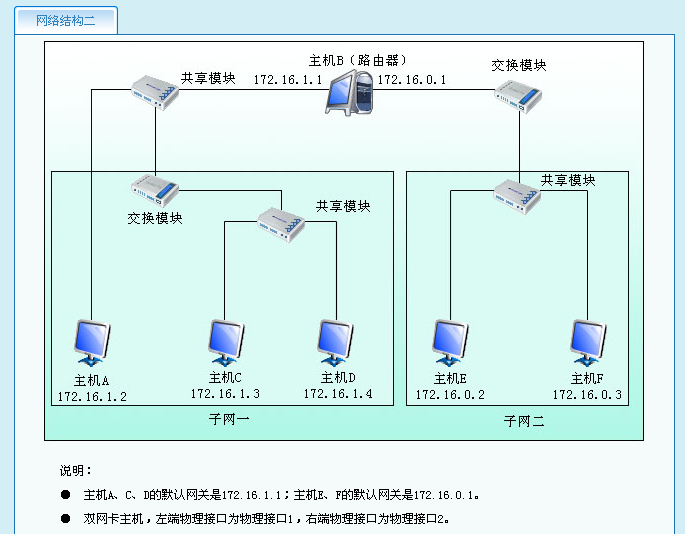 网络结构二
主机B（路由器）
共享模块
172.16.1.1
172.16.0.1
交换模块
共享模块
交换模块
共享模块
主机A
172.16.1.2
主机C
172.16.1.3
主机D
172.16.1.4
主机E
172.16.0.2
主机F
172.16.0.3
子网一
子网二
说明：
● 主机A、C、D的默认网关是172.16.1.1；主机E、F的默认网关是172.16.0.1。
● 双网卡主机，左端物理接口为物理接口1，右端物理接口为物理接口2。